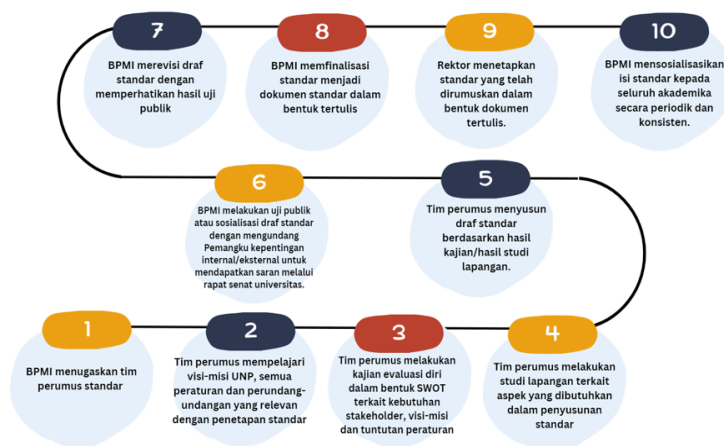 7
BPMI merevisi draf
standar dengan
memperhatikan hasil uji
publik
8
BPMI memfinalisasi
standar menjadi
dokumen standar dalam
bentuk tertulis
9
Rektor menetapkan
standar yang telah
dirumuskan dalam
bentuk dokumen
tertulis.
10
BPMI mensosialisasikan
isi standar kepada
seluruh akademika
secara periodik dan
konsisten.
6
BPMI melakukan uji publik
atau sosialisasi draf standar
dengan mengundang
Pemangku kepentingan
internal/eksternal untuk
mendapatkan saran melalui
rapat senat universitas.
5
Tim perumus menyusun
draf standar
berdasarkan hasil
kajian/hasil studi
lapangan.
1
BPMI menugaskan tim
perumus standar
2
Tim perumus mempelajari
visi-misi UNP, semua
peraturan dan perundang-
undangan yang relevan
dengan penetapan standar
3
Tim perumus melakukan
kajian evaluasi diri
dalam bentuk SWOT
terkait kebutuhan
stakeholder, visi-misi
dan tuntutan peraturan
4
Tim perumus melakukan
studi lapangan terkait
aspek yang dibutuhkan
dalam penyusunan
standar